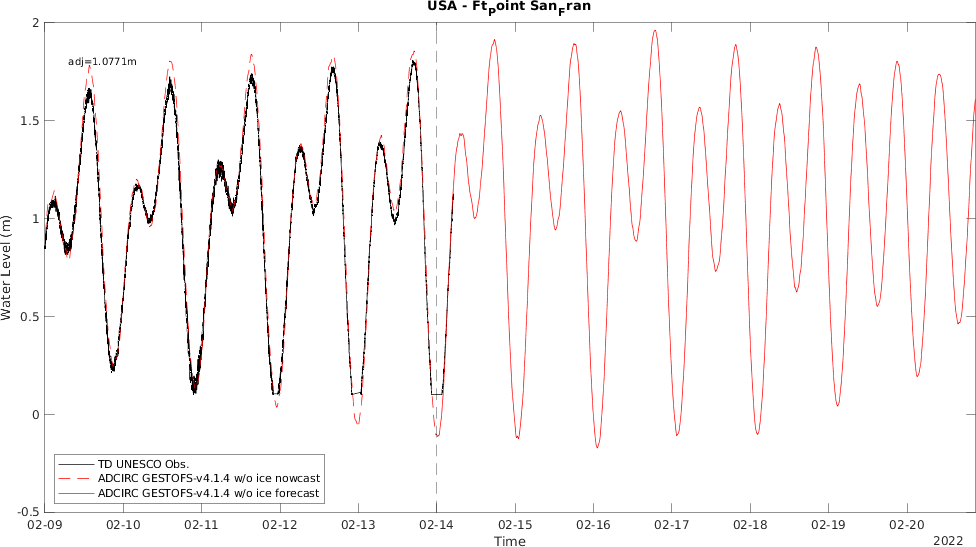 USA - Ft_Point San_Fran
2
adj=1.0771m
1.5
1
0.5
0
-0.5
Water Level (m)
TD UNESCO Obs.
ADCIRC GESTOFS-v4.1.4 w/o ice nowcast
ADCIRC GESTOFS-v4.1.4 w/o ice forecast
02-09 02-10 02-11 02-12 02-13 02-14 02-15 02-16 02-17 02-18 02-19 02-20
Time
2022